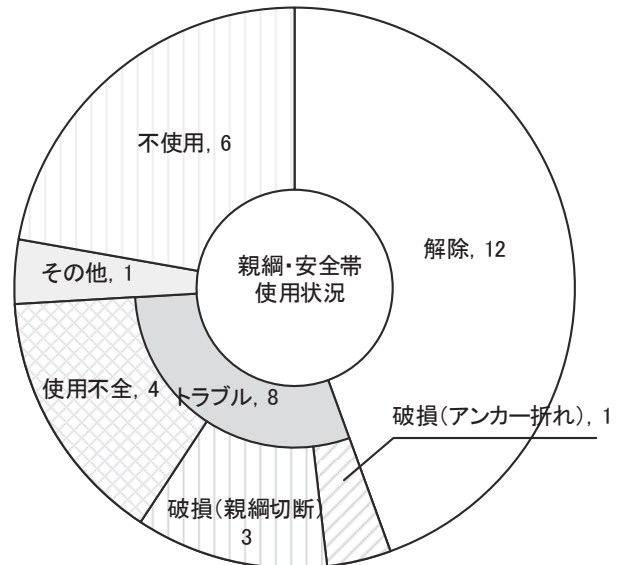 不使用, 6
解除, 12
その他, 1
親綱・安全帯
使用状況
使用不全, 4
トラブル, 8
破損(アンカー折れ), 1
破損(親綱切断)
3